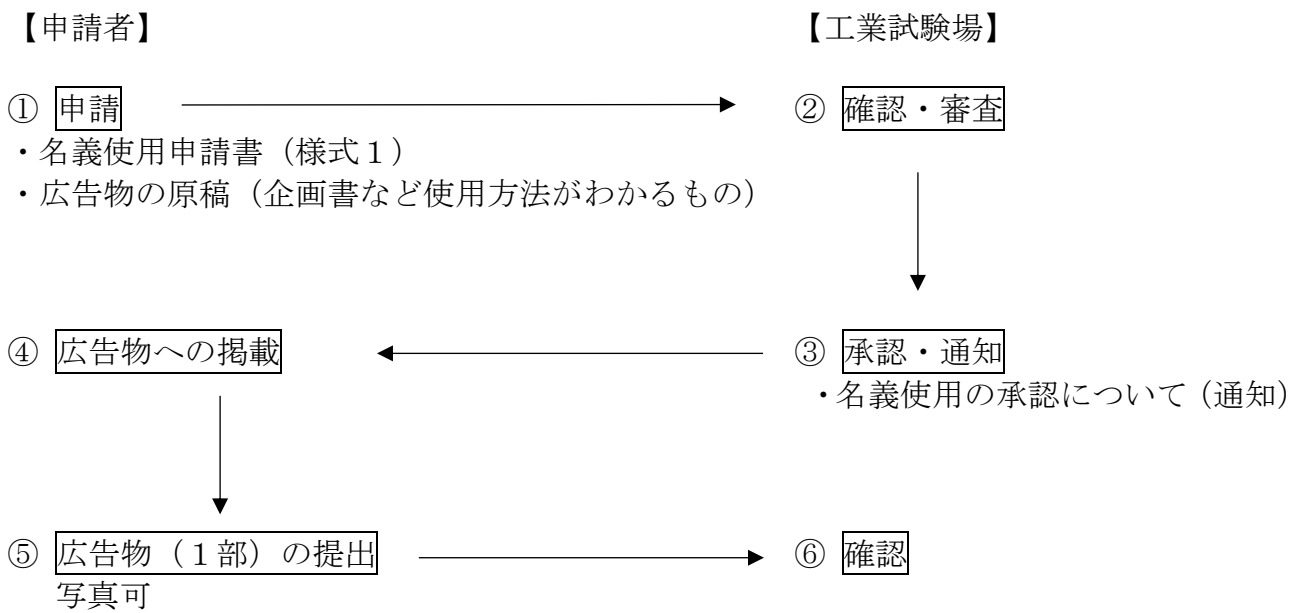 【申請者】 【工業試験場】
① 申請 ② 確認・審査
・名義使用申請書（様式１）
・広告物の原稿（企画書など使用方法がわかるもの）
④ 広告物への掲載 ③ 承認・通知
・名義使用の承認について（通知）
⑤ 広告物（１部）の提出 ⑥ 確認
写真可